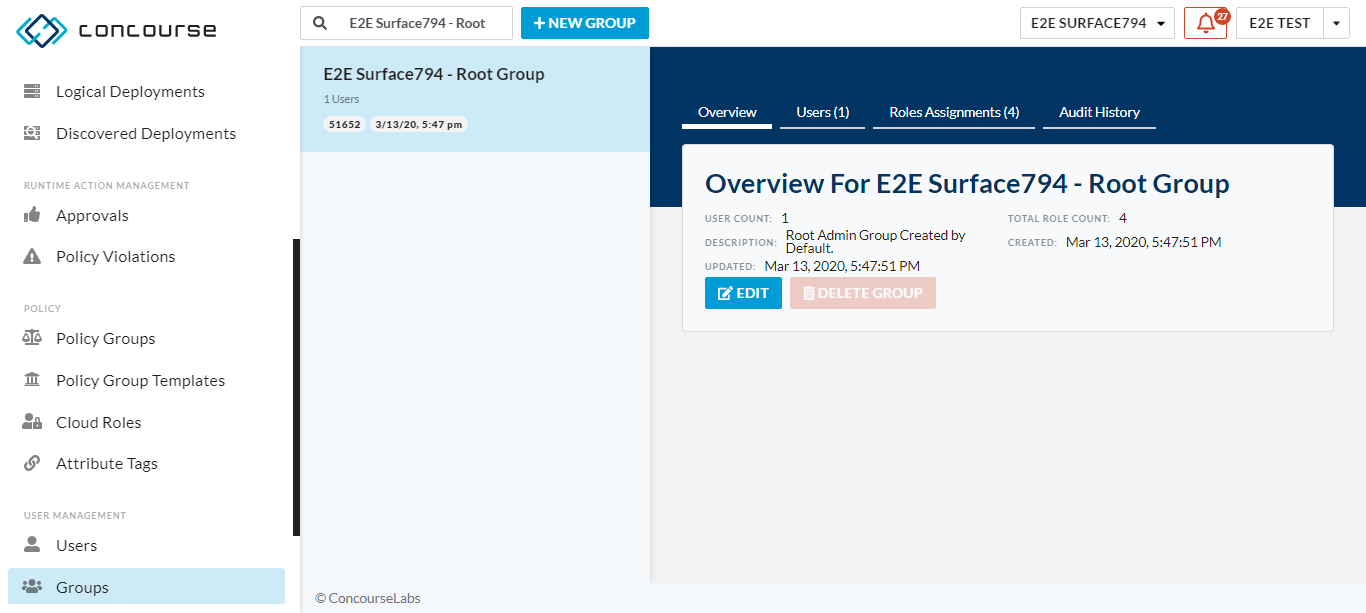 concourse
E2E Surface794 - Root
NEW GROUP
E2E SURFACE794
27
E2E TEST
Logical Deployments
Discovered Deployments
RUNTIME ACTION MANAGEMENT
Approvals
Policy Violations
POLICY
Policy Groups
Policy Group Templates
Cloud Roles
Attribute Tags
USER MANAGEMENT
Users
Groups
E2E Surface794 - Root Group
1 Users
51652 3/13/20, 5:47 pm
Overview Users (1) Roles Assignments (4) Audit History
Overview For E2E Surface794 - Root Group
USER COUNT: 1
TOTAL ROLE COUNT: 4
DESCRIPTION: Root Admin Group Created by
Default.
CREATED: Mar 13, 2020, 5:47:51 PM
UPDATED: Mar 13, 2020, 5:47:51 PM
EDIT DELETE GROUP
© ConcourseLabs